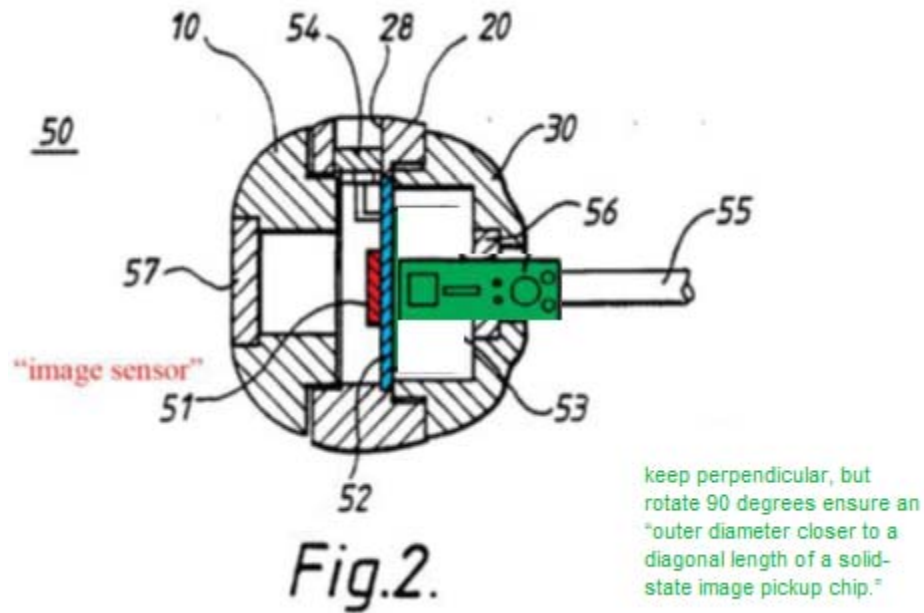 10
54
28
20
50
30
56
55
57
"image sensor"
51
53
52
keep perpendicular, but
rotate 90 degrees ensure an
"outer diameter closer to a
diagonal length of a solid-
state image pickup chip."
Fig.2.